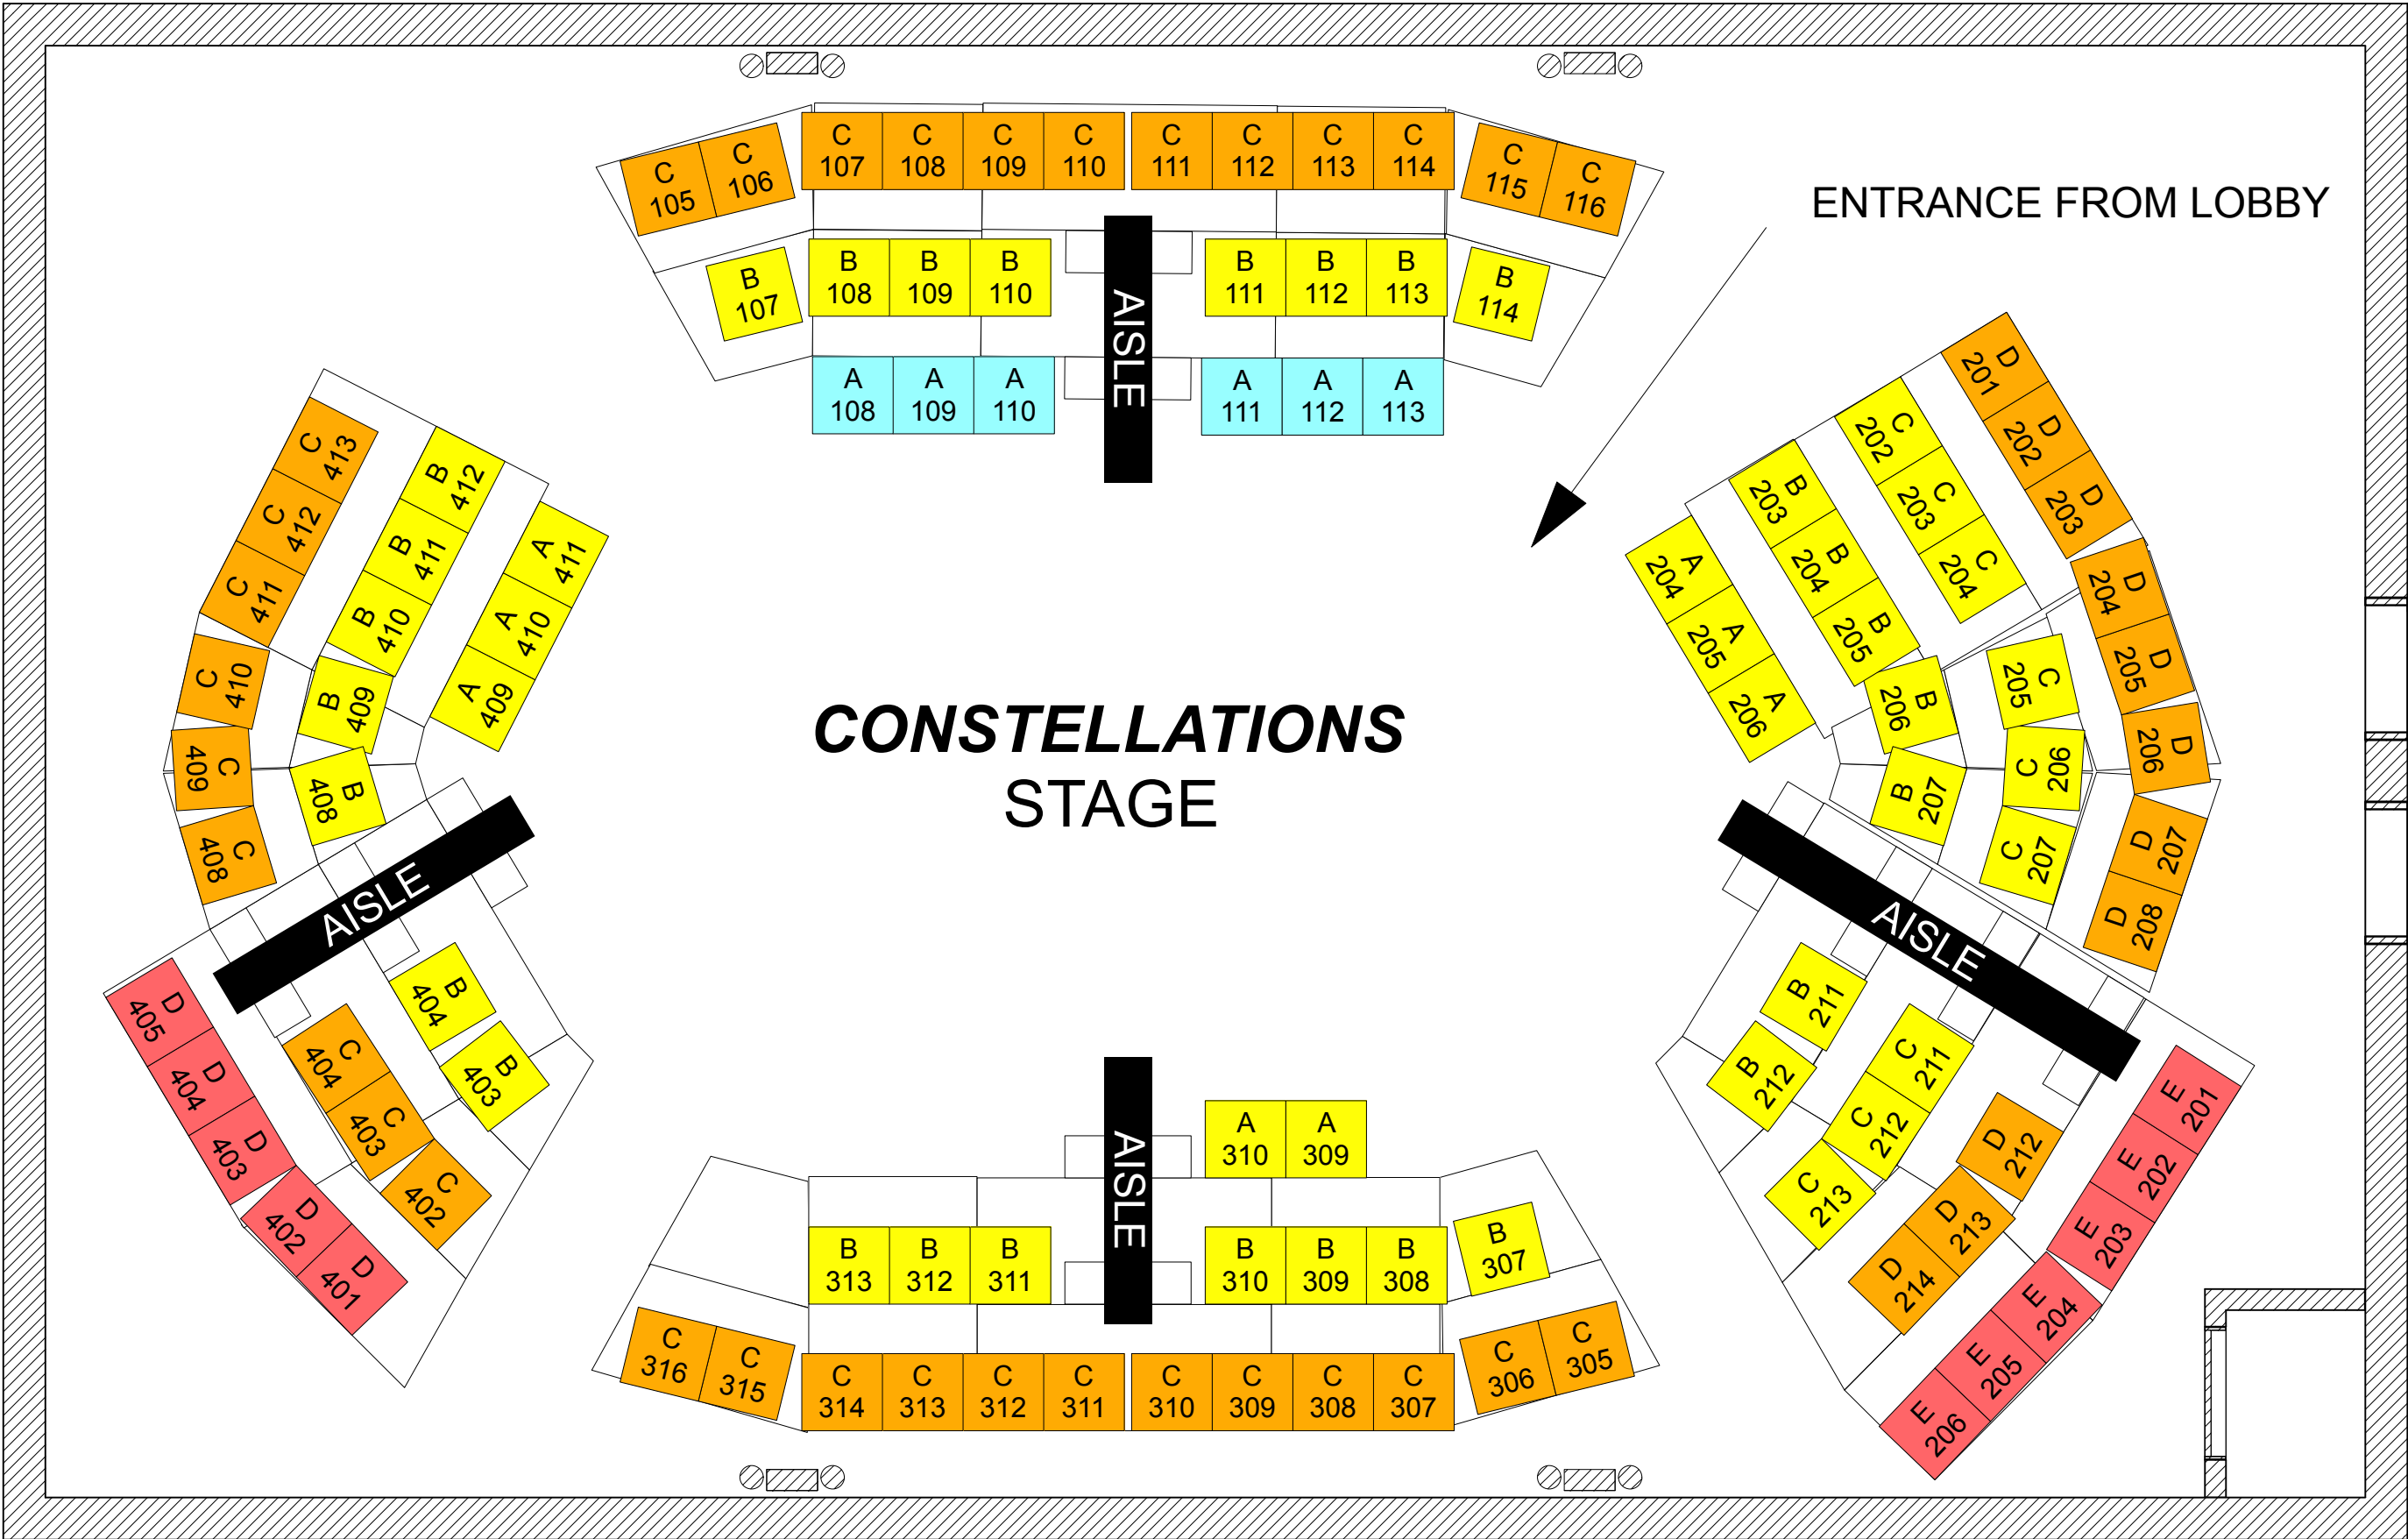 C
105
C
106
C
107
C
108
C
109
C
110
C
111
C
112
C
113
C
114
C
115
C
116
ENTRANCE FROM LOBBY
B
107
B
108
B
109
B
110
AISLE
B
111
B
112
B
113
B
114
A
108
A
109
A
110
A
111
A
112
A
113
C
413
C
412
C
411
C
410
C
409
C
408
B
412
B
411
B
410
B
409
B
408
A
411
A
410
A
409
AISLE
D
405
D
404
D
403
D
402
D
401
C
404
C
403
C
402
B
404
B
403
CONSTELLATIONS
STAGE
D
201
D
202
D
203
D
204
D
205
D
206
D
207
D
208
C
202
C
203
C
204
C
205
C
206
C
207
B
203
B
204
B
205
B
206
B
207
A
204
A
205
A
206
AISLE
B
211
B
212
C
211
C
212
C
213
D
212
D
213
D
214
E
201
E
202
E
203
E
204
E
205
E
206
AISLE
A
310
A
309
B
313
B
312
B
311
B
310
B
309
B
308
B
307
C
316
C
315
C
314
C
313
C
312
C
311
C
310
C
309
C
308
C
307
C
306
C
305